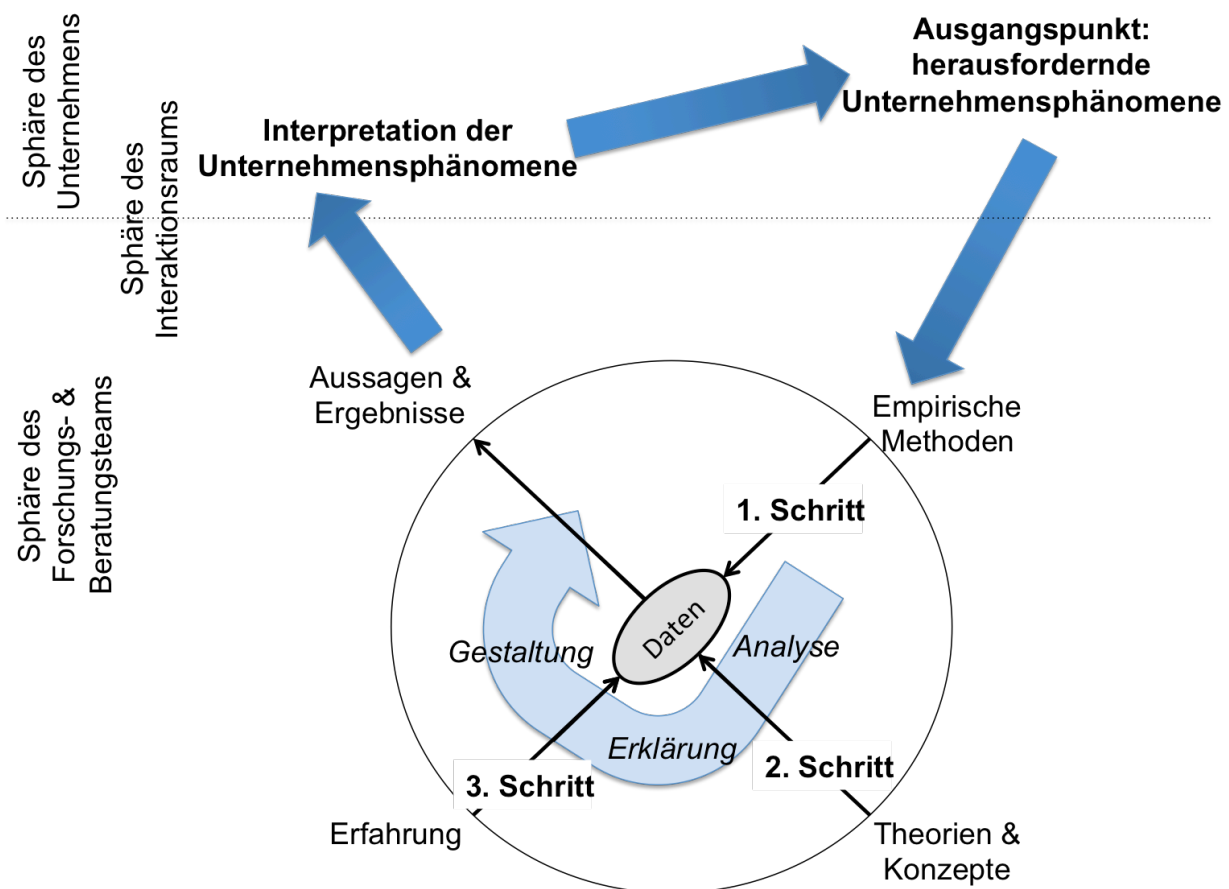 Sphäre des
Unternehmens
Sphäre des
Interaktionsraums
Sphäre des
Forschungs- &
Beratungsteams
Ausgangspunkt:
herausfordernde
Unternehmensphänomene
Interpretation der
Unternehmensphänomene
Aussagen &
Ergebnisse
Empirische
Methoden
1. Schritt
Daten
Gestaltung
Analyse
Erklärung
2. Schritt
3. Schritt
Erfahrung
Theorien &
Konzepte